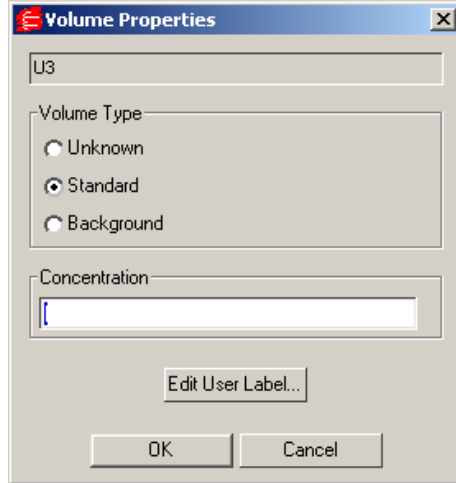 Volume Properties
U3
Volume Type
Unknown
Standard
Background
Concentration
Edit User Label...
OK
Cancel